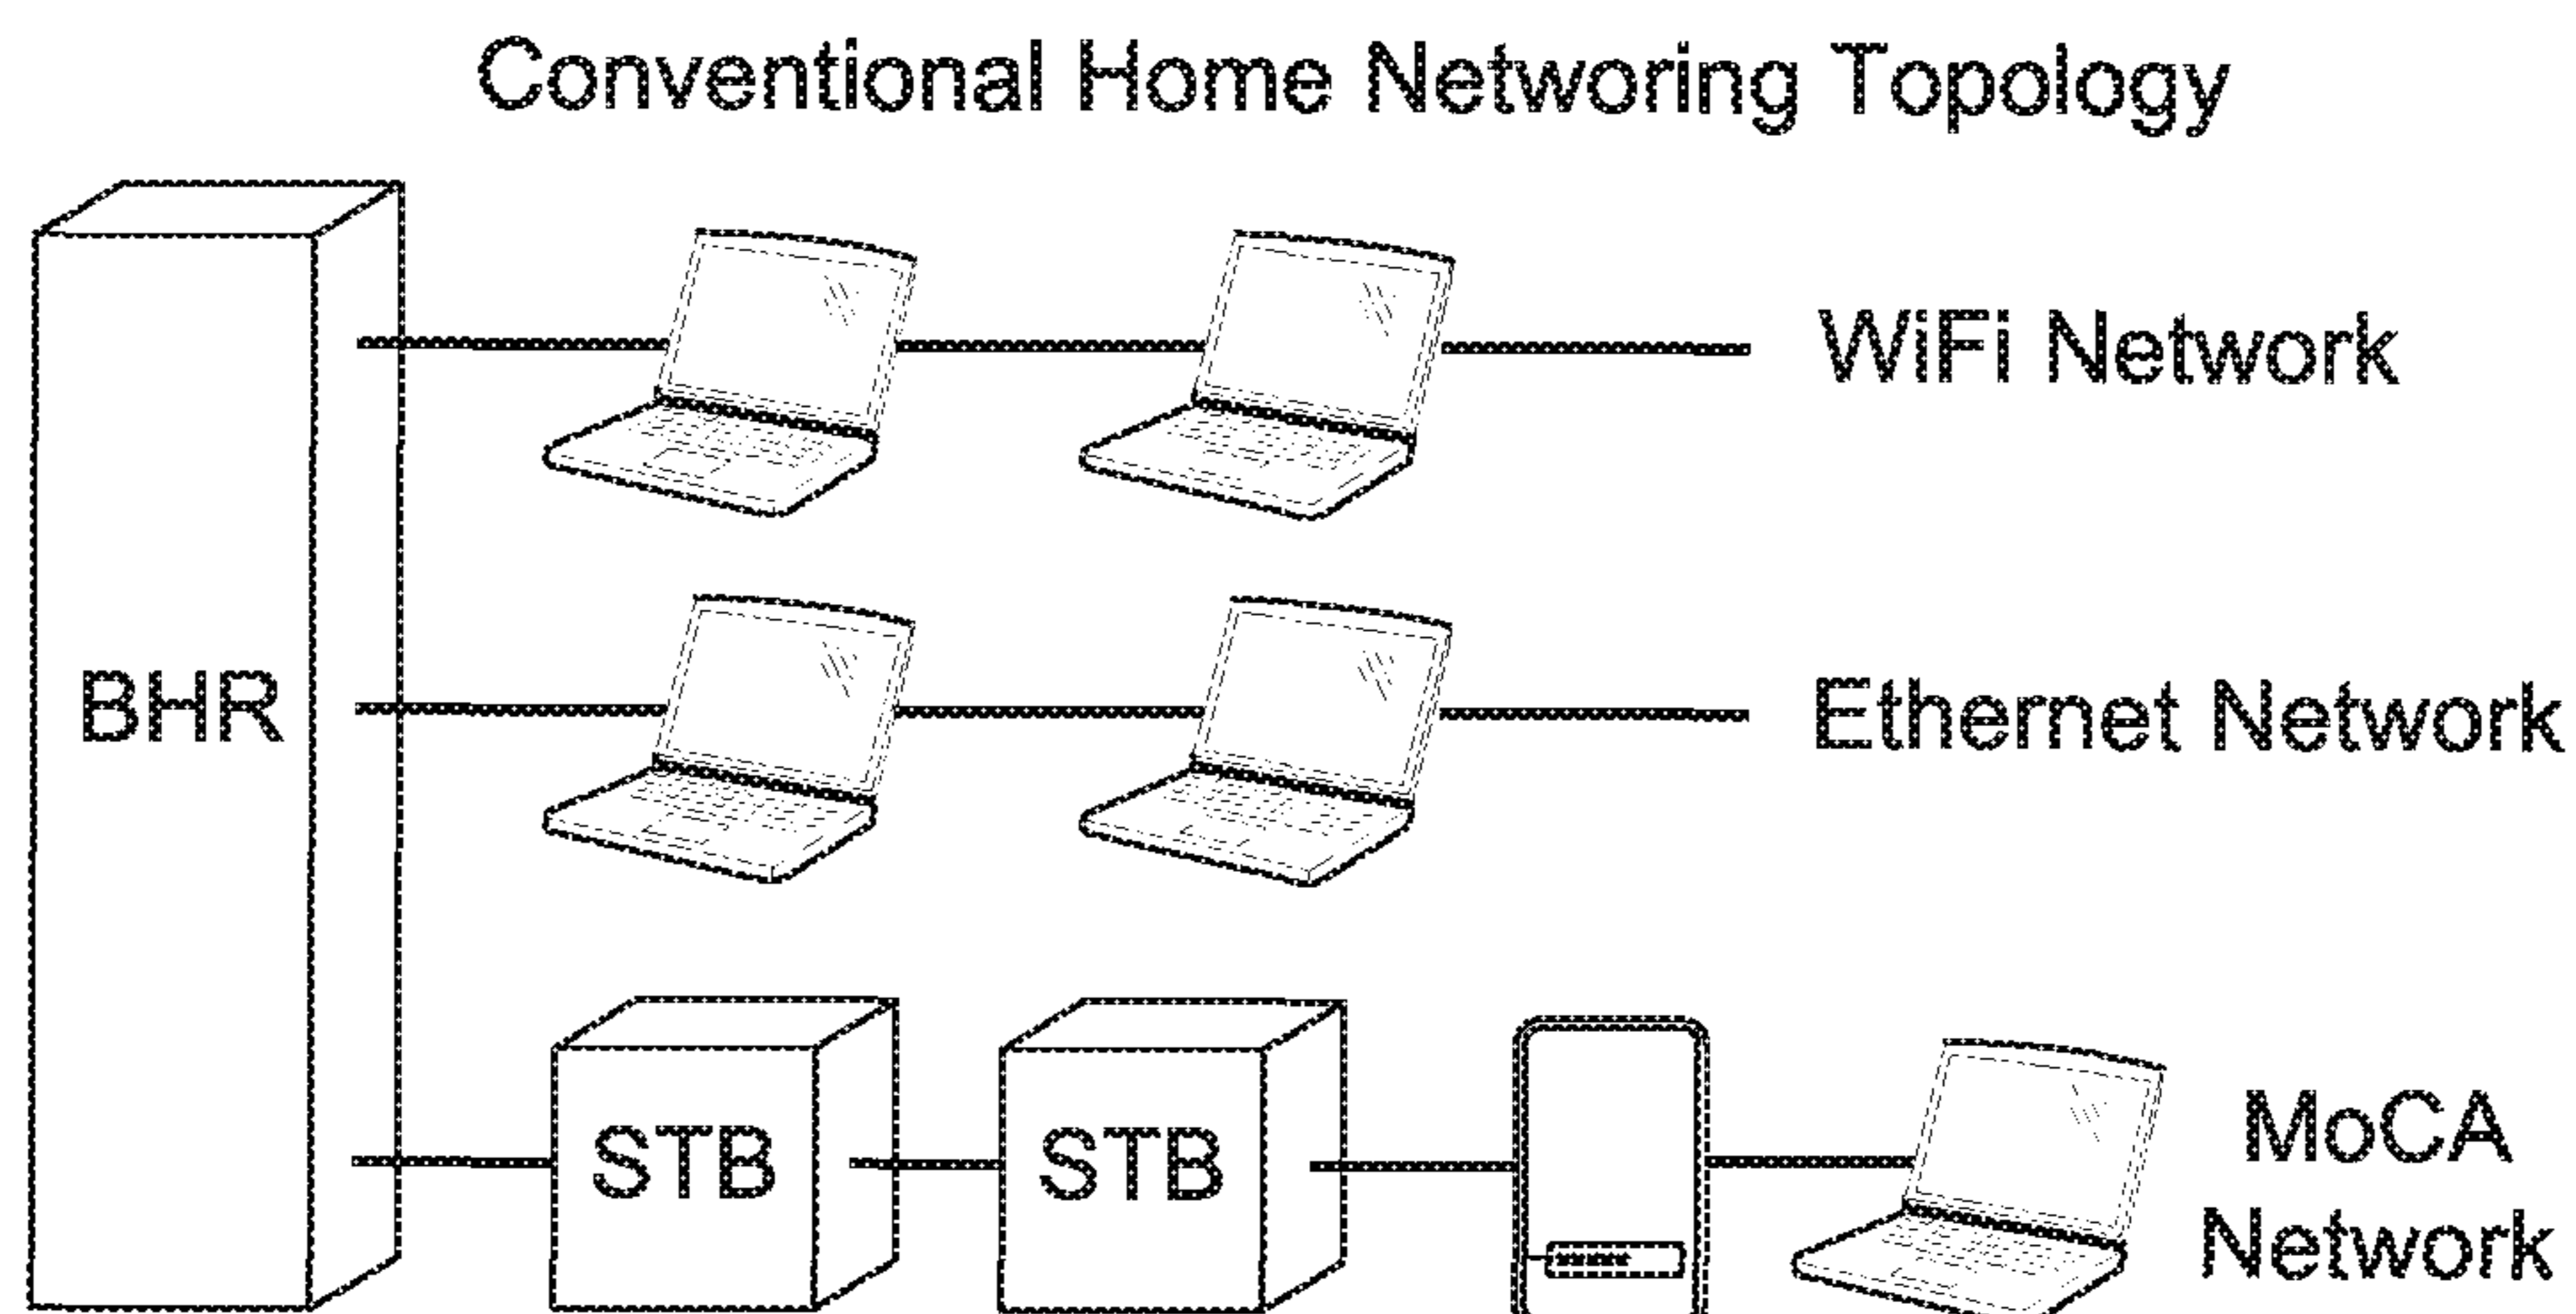 Conventional Home Networing Topology
WiFi Network
BHR
Ethernet Network
STB
STB
MoCA
Network